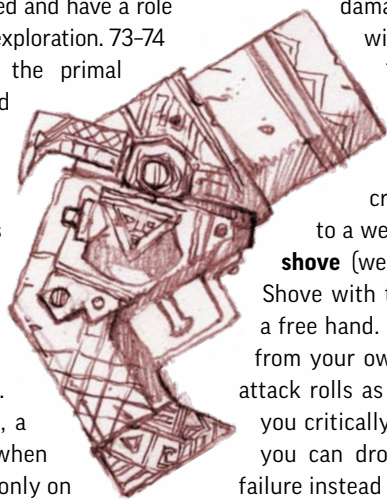 ed and have a role
exploration. 73–74
the primal
d
s
.
, a
when
only on
dama
wi
cr
to a we
shove (we
Shove with t
a free hand.
from your ow
attack rolls as
you critically
you can dro
failure instead